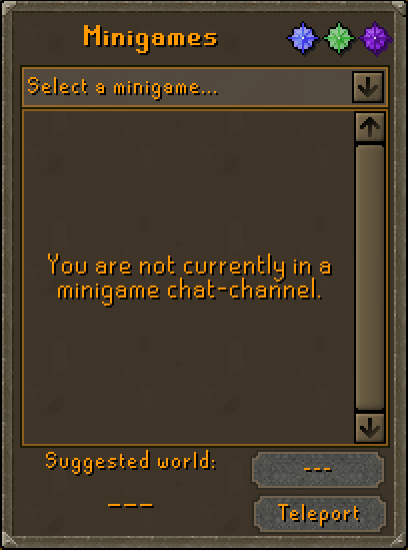 Minigames
Select a minigame...
You are not currently in a
minigame chat-channel.
Suggested world:
---
---
Teleport